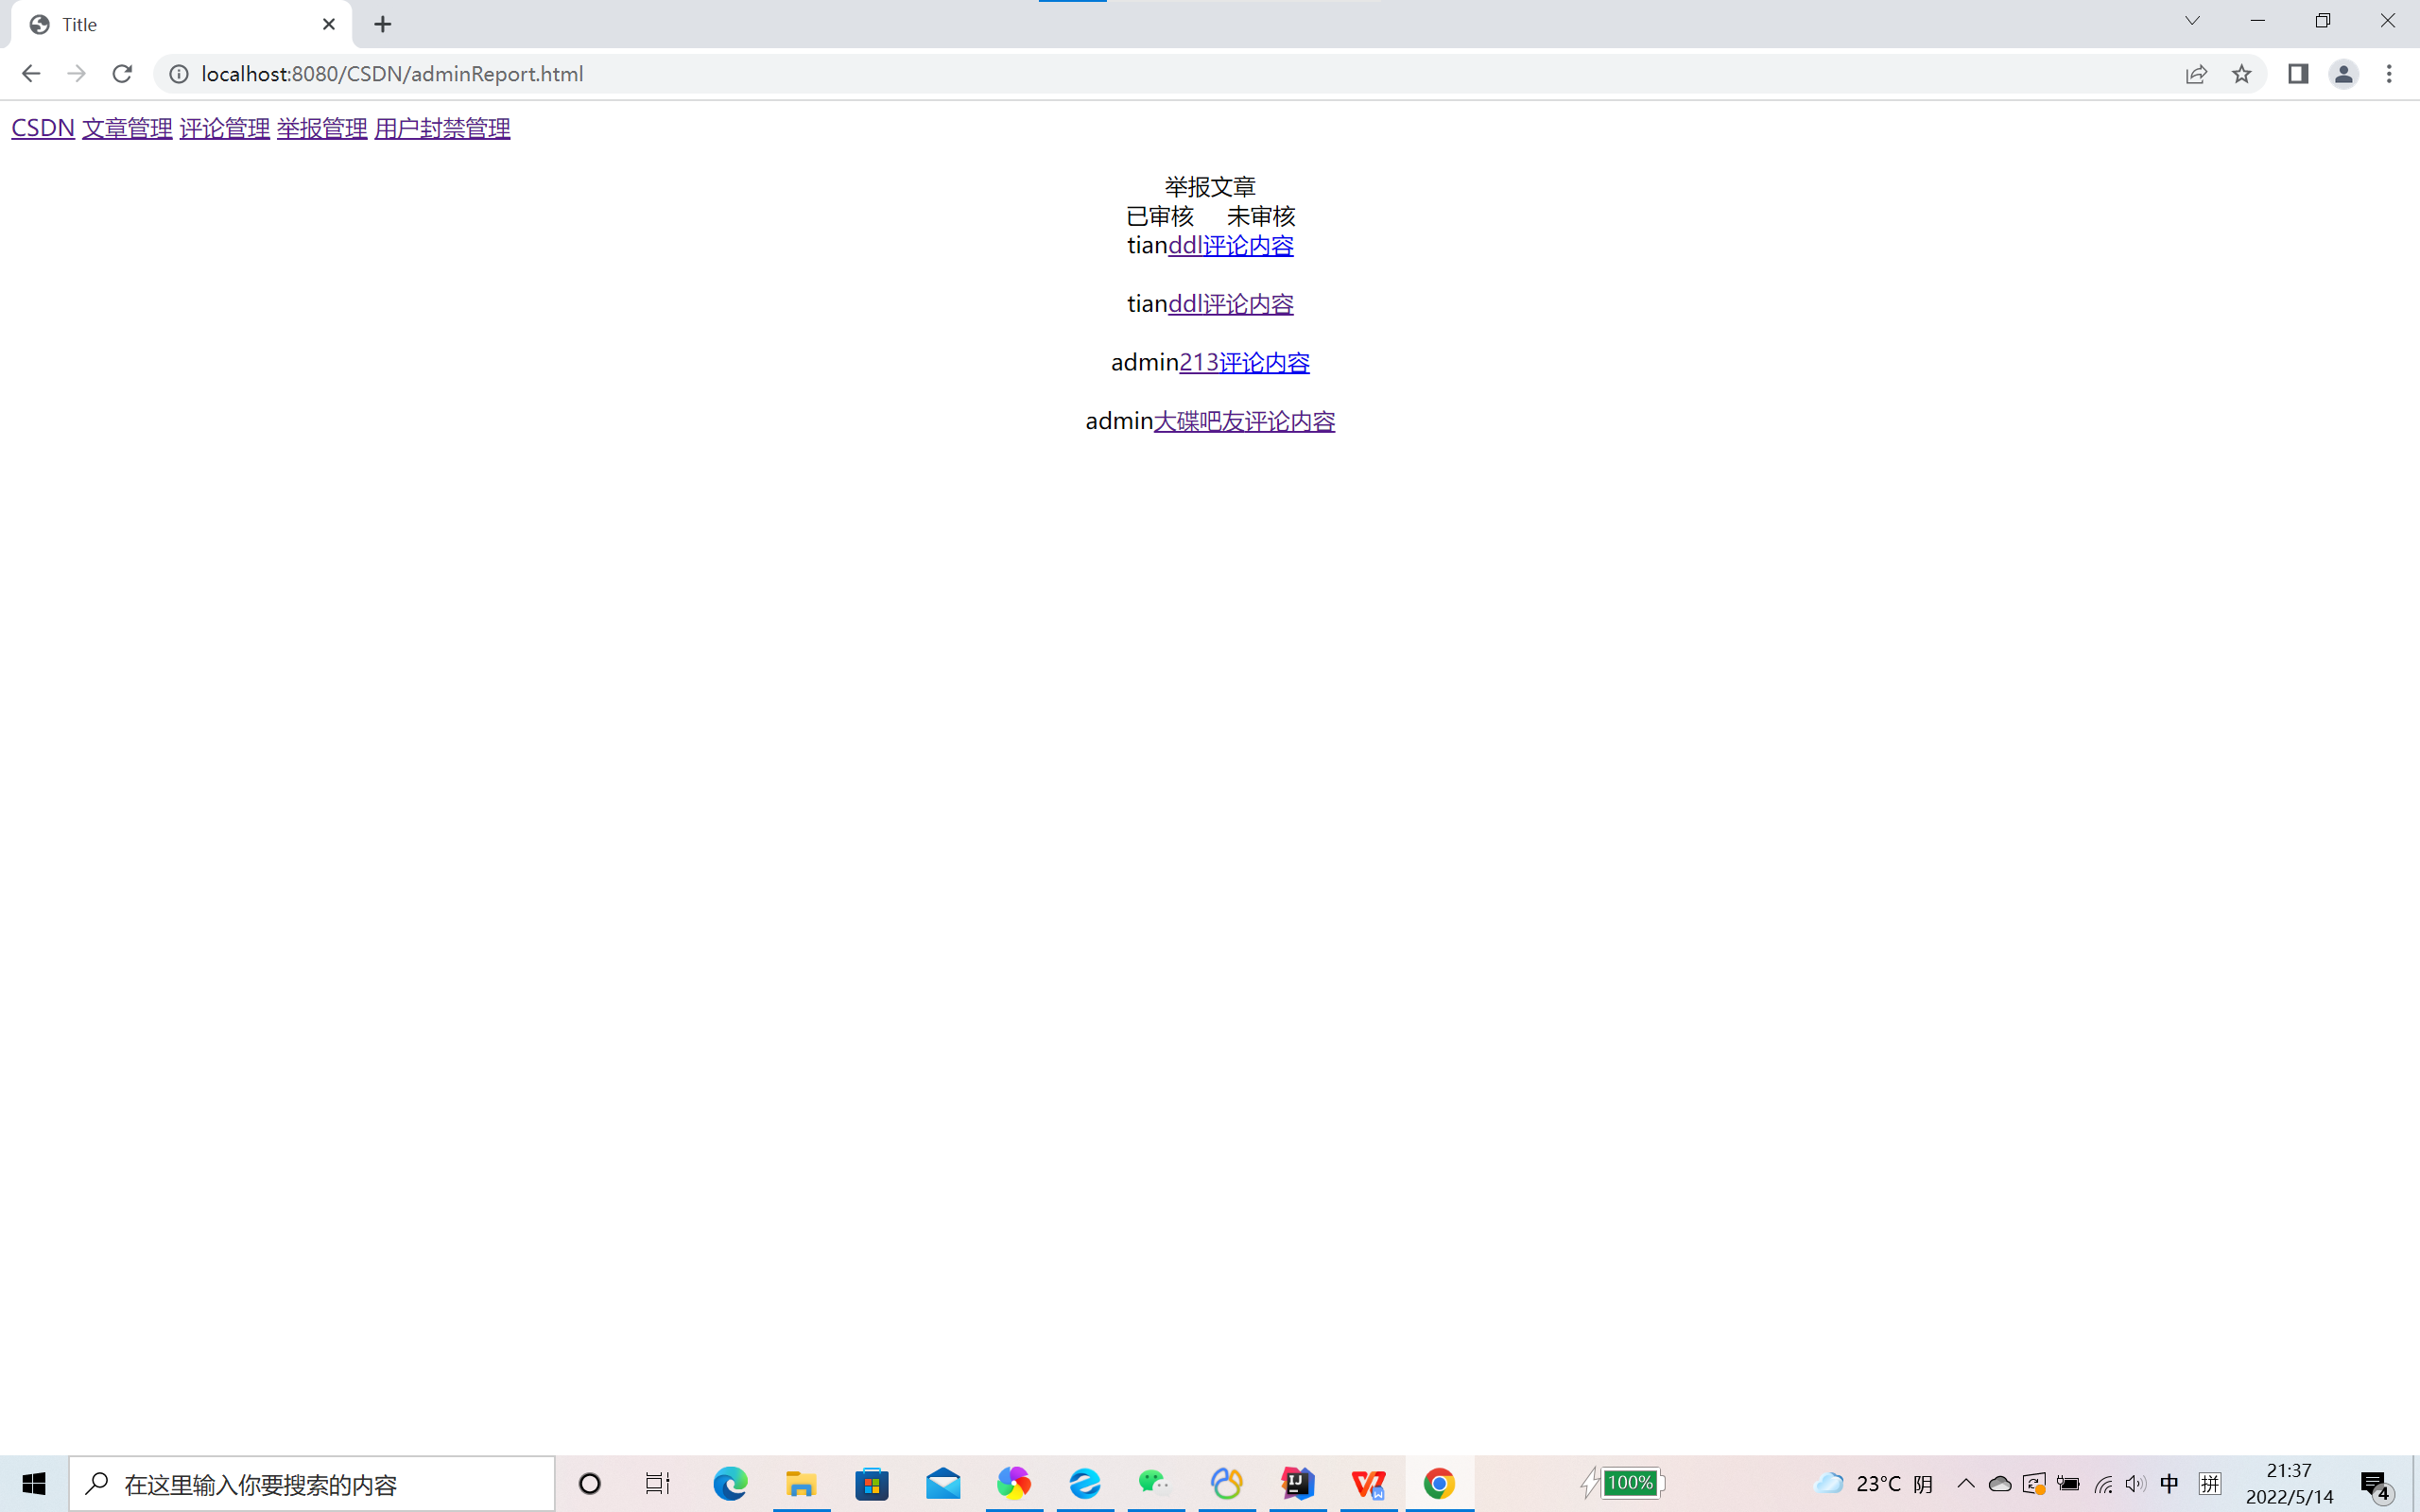 Title
localhost:8080/CSDN/adminReport.html
CSDN 文章管理 评论管理 举报管理 用户封禁管理
举报文章
已审核 未审核
tianddl评论内容
tianddl评论内容
admin213评论内容
admin大碟吧友评论内容
在这里输入你要搜索的内容
100%
23°C 阴
中
拼
21:37
2022/5/14
4